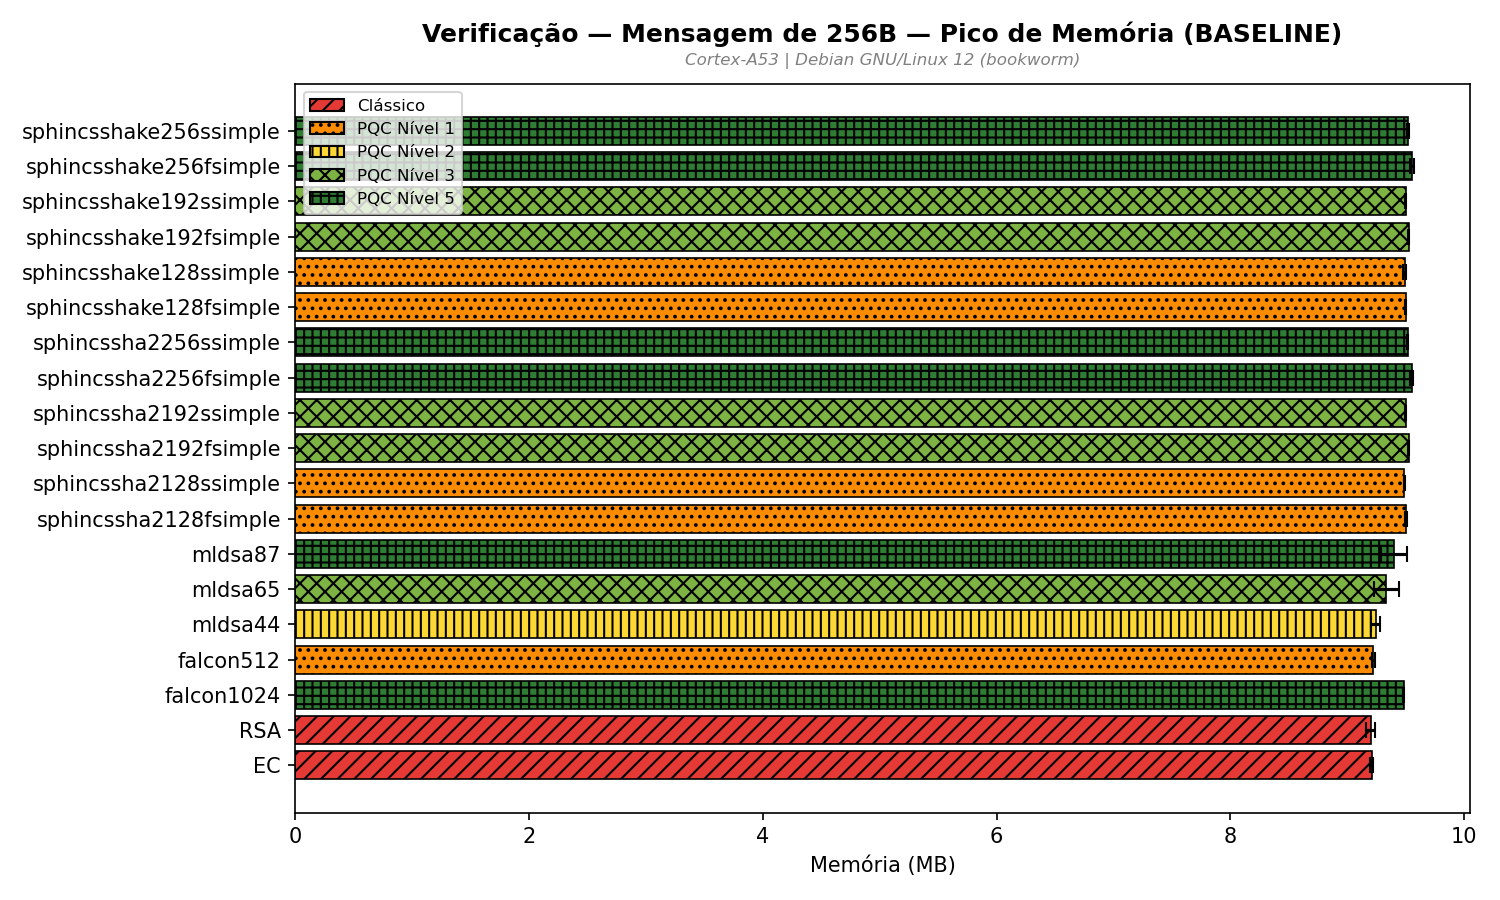 Verificação — Mensagem de 256B — Pico de Memória (BASELINE)
Cortex-A53 | Debian GNU/Linux 12 (bookworm)
Clássico
PQC Nível 1
PQC Nível 2
PQC Nível 3
PQC Nível 5
sphincsshake256ssimple
sphincsshake256fsimple
sphincsshake192ssimple
sphincsshake192fsimple
sphincsshake128ssimple
sphincsshake128fsimple
sphincssha2256ssimple
sphincssha2256fsimple
sphincssha2192ssimple
sphincssha2192fsimple
sphincssha2128ssimple
sphincssha2128fsimple
mldsa87
mldsa65
mldsa44
falcon512
falcon1024
RSA
EC
0 2 4 6 8 10
Memória (MB)